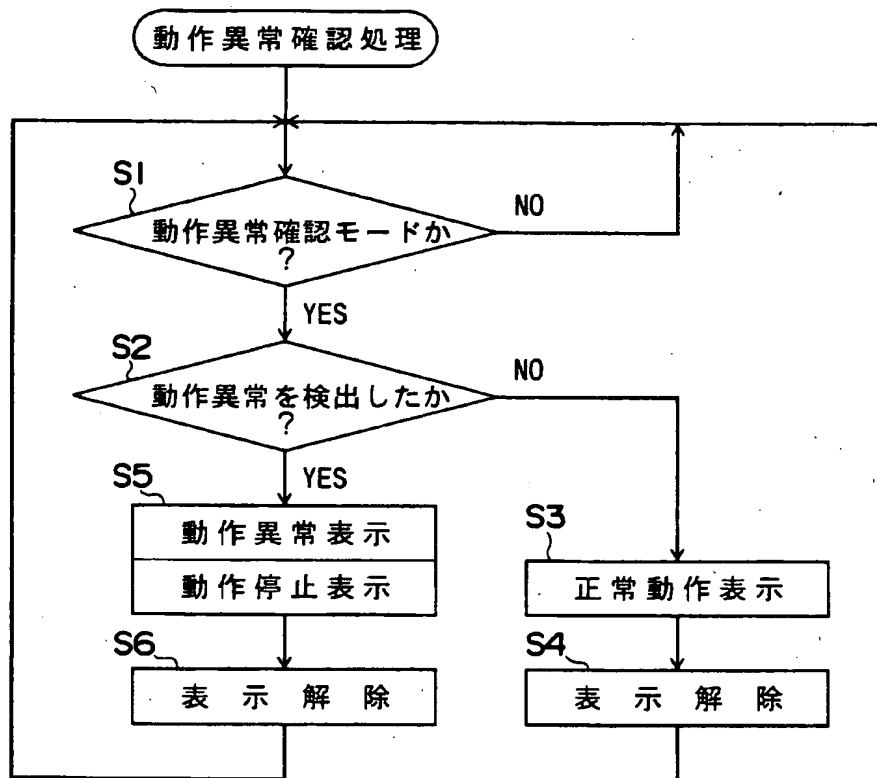 動作異常確認処理
S1
動作異常確認モードか
?
NO
YES
S2
動作異常を検出したか
?
NO
YES
S5
動作異常表示
動作停止表示
S3
正常動作表示
S6
表示解除
S4
表示解除